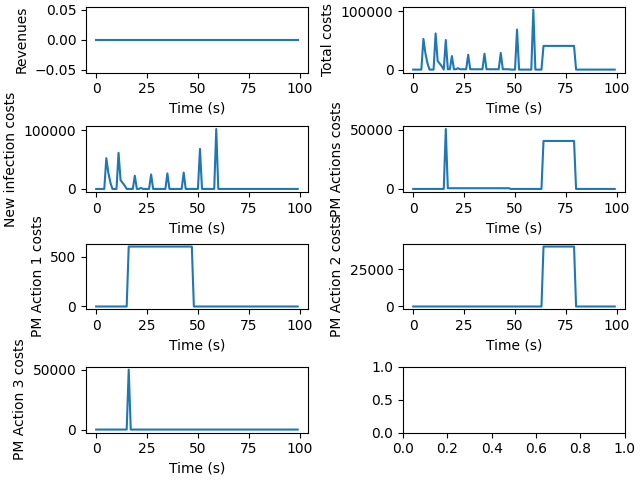 Revenues
0.05
0.00
−0.05
0 25 50 75 100
Time (s)
Total costs
100000
0
0 25 50 75 100
Time (s)
New infection costs
100000
0
0 25 50 75 100
Time (s)
PM Actions costs
50000
0
0 25 50 75 100
Time (s)
PM Action 1 costs
500
0
0 25 50 75 100
Time (s)
PM Action 2 costs
25000
0
0 25 50 75 100
Time (s)
PM Action 3 costs
50000
0
0 25 50 75 100
Time (s)
1.0
0.5
0.0
0.0 0.2 0.4 0.6 0.8 1.0